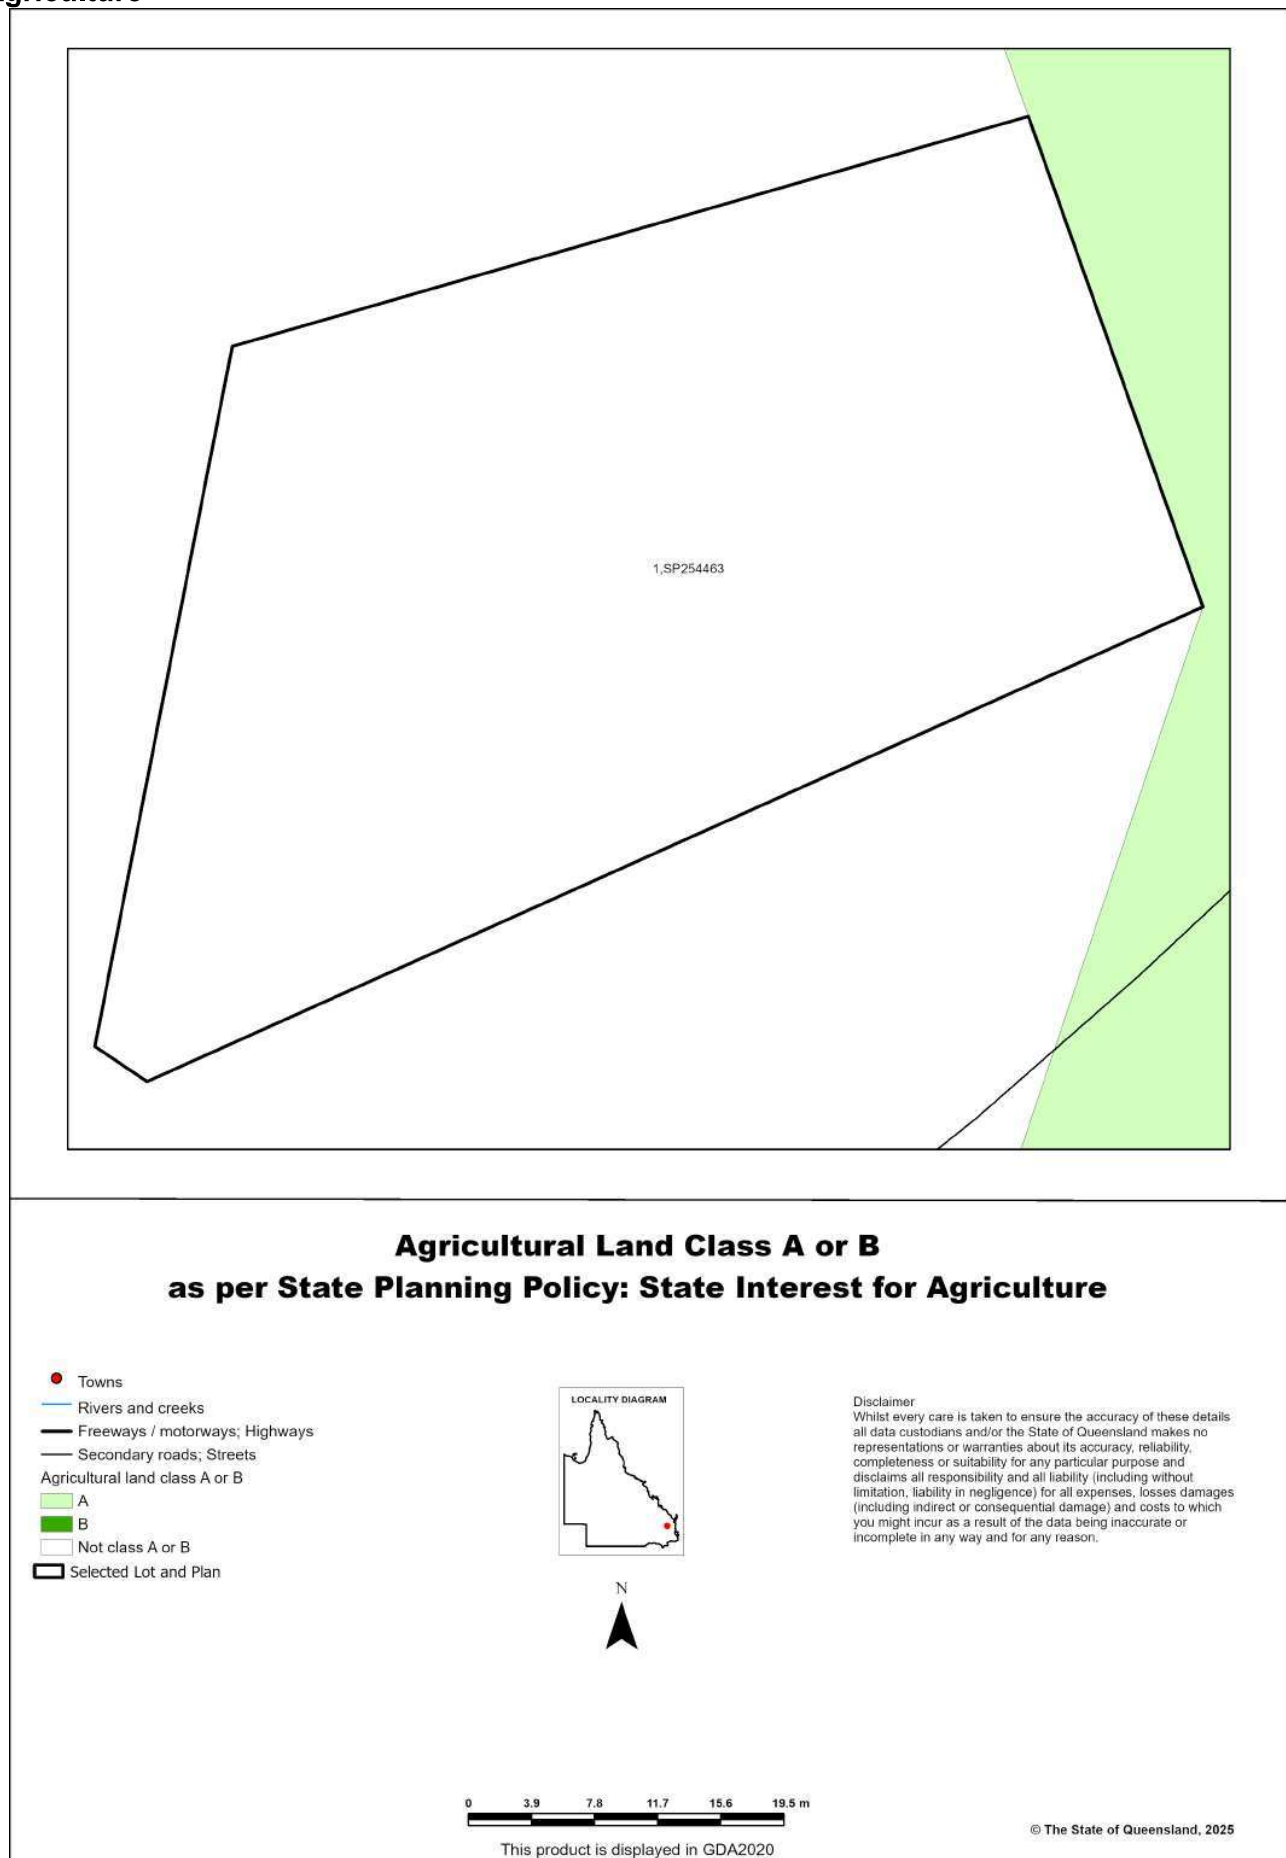 1,SP254463
Agricultural Land Class A or B
as per State Planning Policy: State Interest for Agriculture
Towns
Rivers and creeks
Freeways / motorways; Highways
Secondary roads; Streets
Agricultural land class A or B
A
B
Not class A or B
Selected Lot and Plan
LOCALITY DIAGRAM
N
Disclaimer
Whilst every care is taken to ensure the accuracy of these details
all data custodians and/or the State of Queensland makes no
representations or warranties about its accuracy, reliability,
completeness or suitability for any particular purpose and
disclaims all responsibility and all liability (including without
limitation, liability in negligence) for all expenses, losses damages
(including indirect or consequential damage) and costs to which
you might incur as a result of the data being inaccurate or
incomplete in any way and for any reason.
0 3.9 7.8 11.7 15.6 19.5 m
This product is displayed in GDA2020
© The State of Queensland, 2025